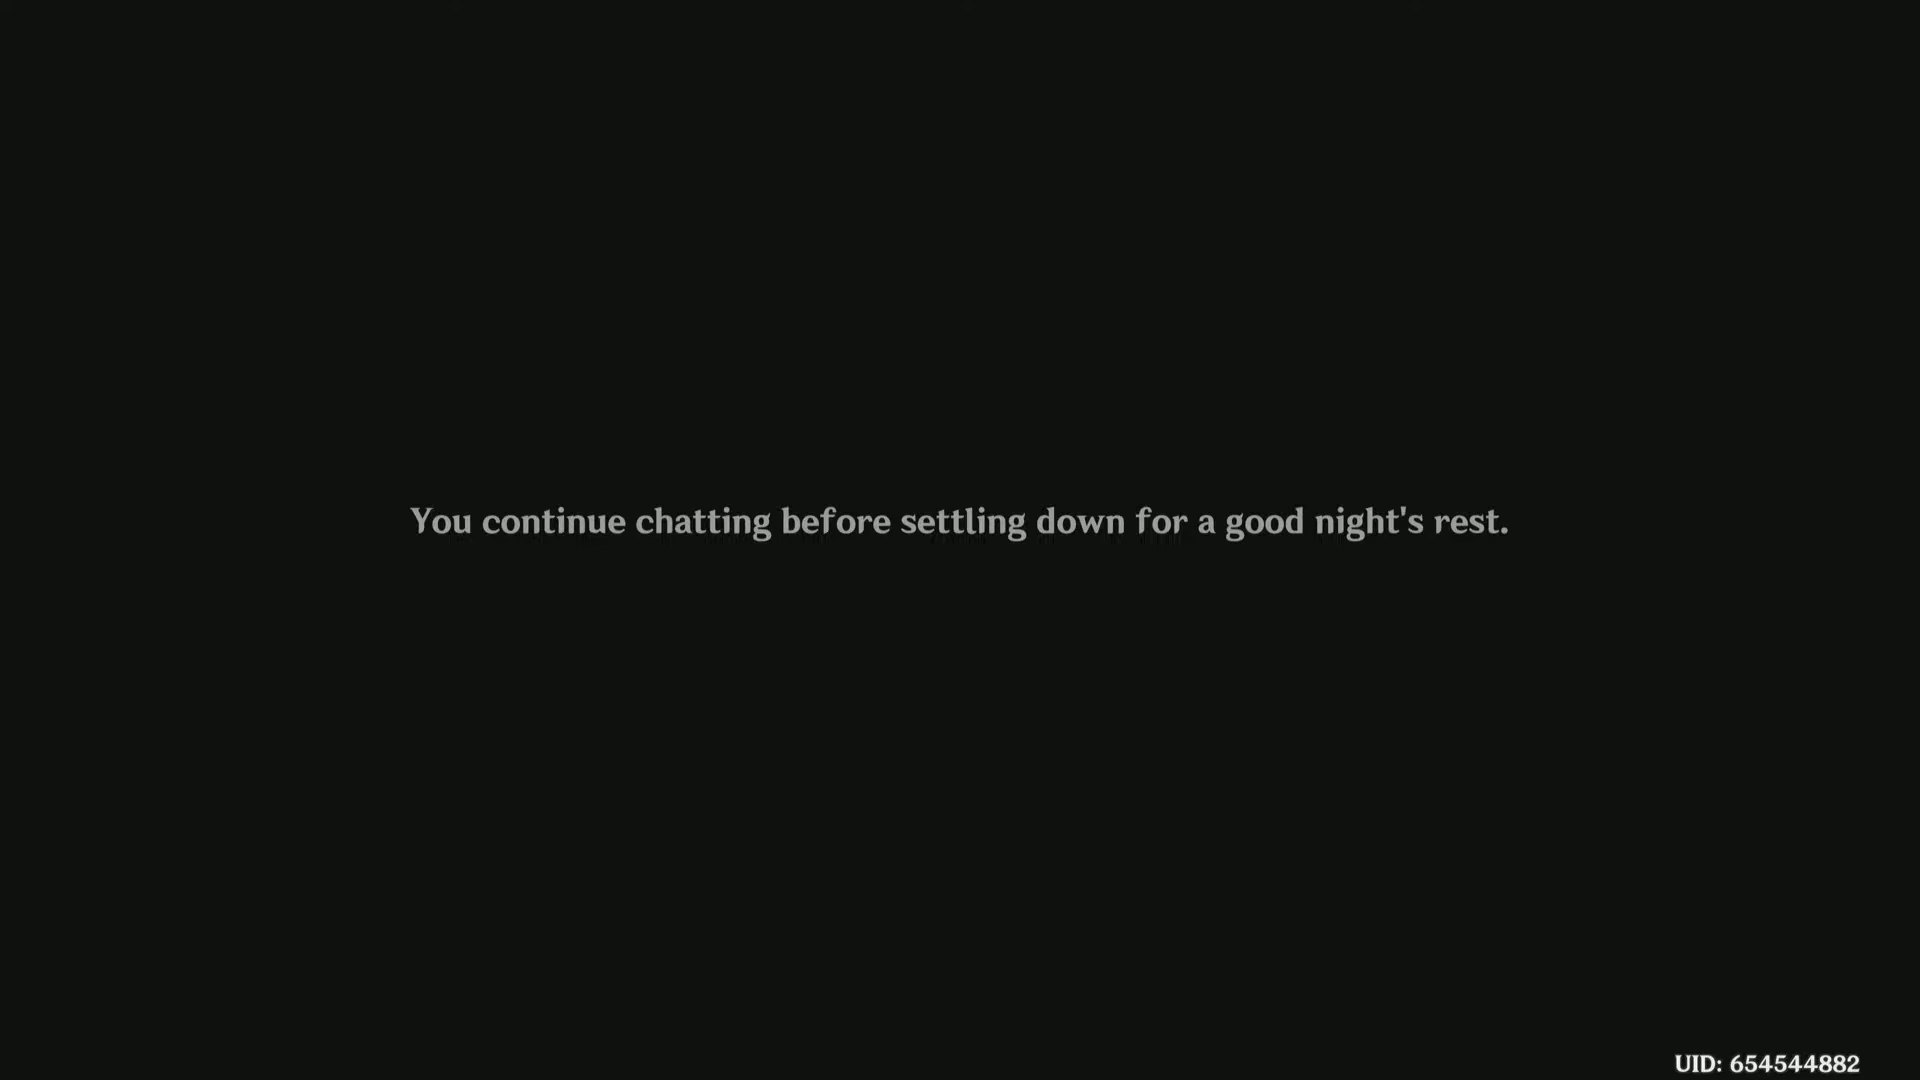 You continue chatting before settling down for a good night's rest.
UID: 654544882